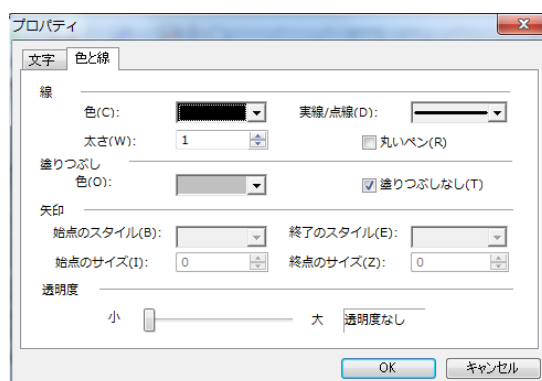 プロパティ
文字 色と線
線
色(C): 実線/点線(D):
太さ(W): 1 丸いペン(R)
塗りつぶし
色(O): 塗りつぶしなし(T)
矢印
始点のスタイル(B): 終了のスタイル(E):
始点のサイズ(I): 0 終点のサイズ(Z): 0
透明度
小 大 透明度なし
OK キャンセル